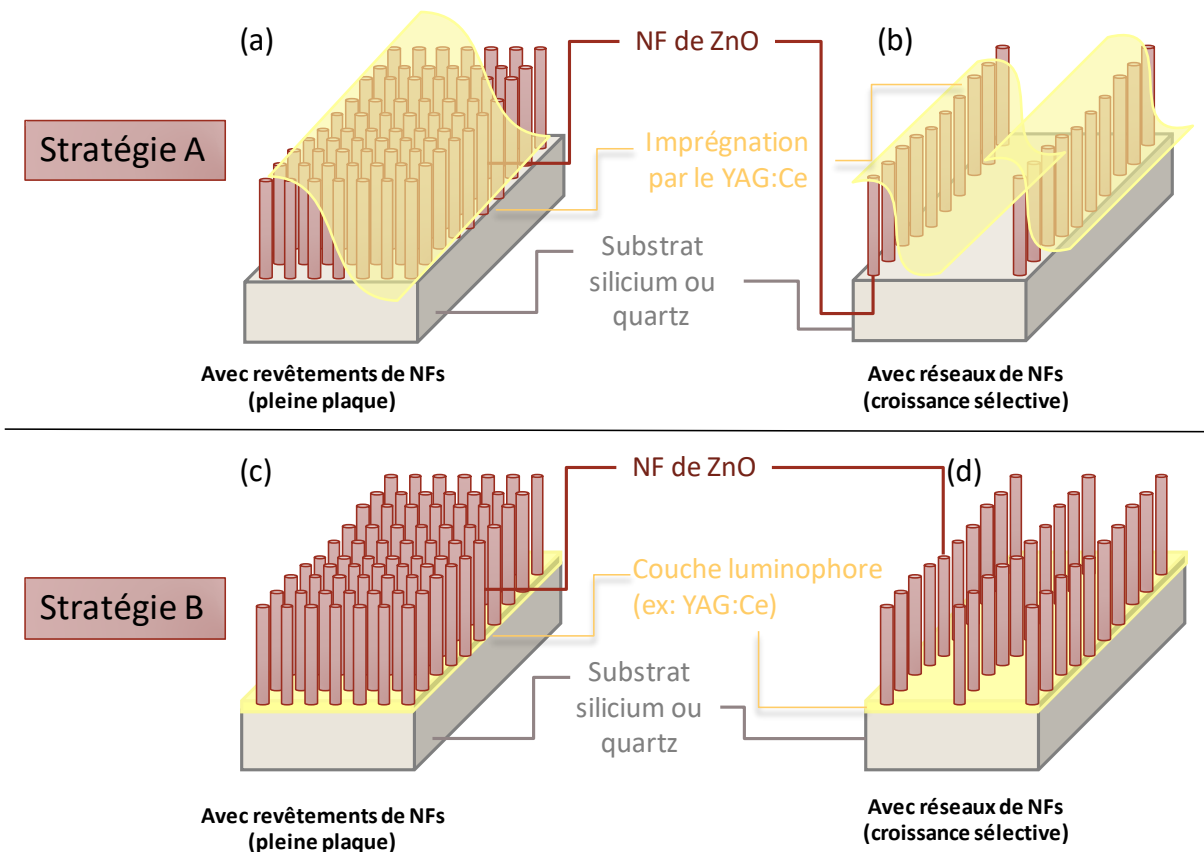 (a)
NF de ZnO
(b)
Stratégie A
Imprégnation
par le YAG:Ce
Substrat
silicium ou
quartz
Avec revêtements de NFs
(pleine plaque)
Avec réseaux de NFs
(croissance sélective)
(c)
NF de ZnO
(d)
Stratégie B
Couche luminophore
(ex: YAG:Ce)
Substrat
silicium ou
quartz
Avec revêtements de NFs
(pleine plaque)
Avec réseaux de NFs
(croissance sélective)